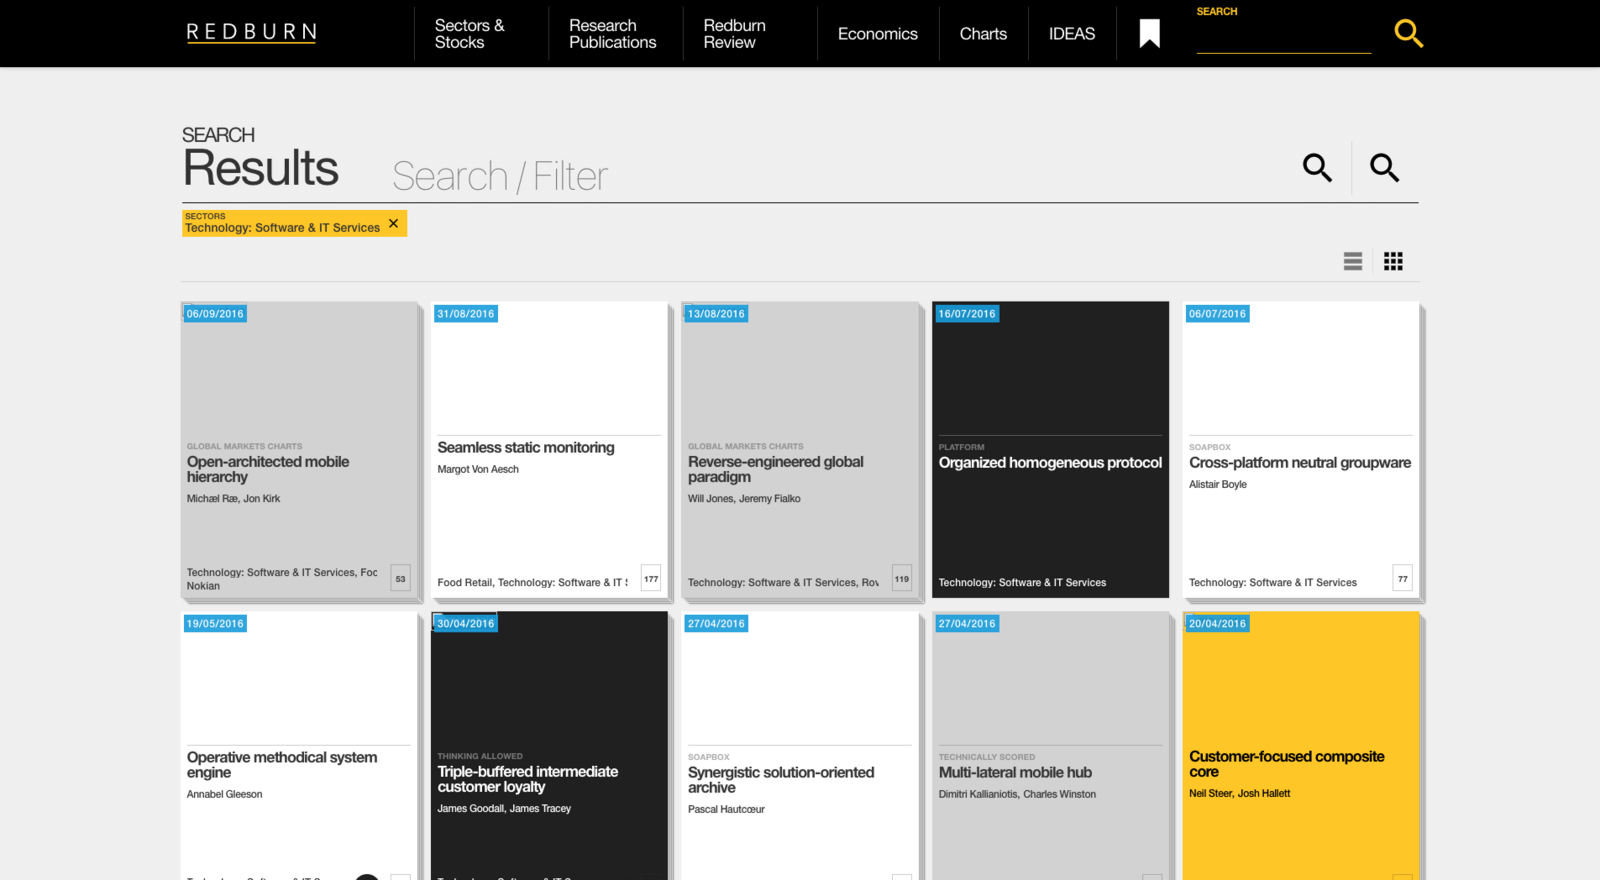 REDBURN
Sectors &
Stocks
Research
Publications
Redburn
Review
Economics
Charts
IDEAS
SEARCH
SEARCH
Results
Search / Filter
SECTORS
Technology: Software & IT Services
06/09/2016
GLOBAL MARKETS CHARTS
Open-architected mobile
hierarchy
Michæl Ræ, Jon Kirk
Technology: Software & IT Services, Foo
Nokian
53
31/08/2016
Seamless static monitoring
Margot Von Aesch
Food Retail, Technology: Software & IT
177
13/08/2016
GLOBAL MARKETS CHARTS
Reverse-engineered global
paradigm
Will Jones, Jeremy Fialko
Technology: Software & IT Services,
119
16/07/2016
PLATFORM
Organized homogeneous protocol
Technology: Software & IT Services
06/07/2016
SOAPBOX
Cross-platform neutral groupware
Alistair Boyle
Technology: Software & IT Services
77
19/05/2016
Operative methodical system
engine
Annabel Gleeson
30/04/2016
THINKING ALLOWED
Triple-buffered intermediate
customer loyalty
James Goodall, James Tracey
27/04/2016
SOAPBOX
Synergistic solution-oriented
archive
Pascal Hautcœur
27/04/2016
TECHNICALLY SCORED
Multi-lateral mobile hub
Dimitri Kallianiotis, Charles Winston
20/04/2016
Customer-focused composite
core
Neil Steer, Josh Hallett